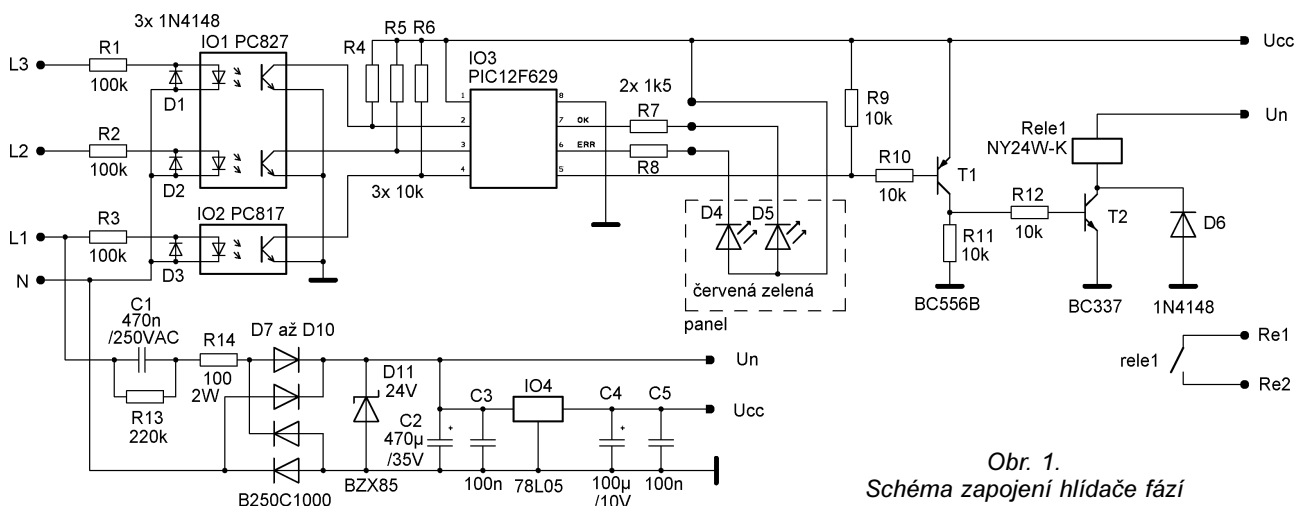 3x 1N4148
IO1 PC827
R1
100k
L3
D1
R2
100k
L2
D2
R3
100k
L1
D3
N
IO2 PC817
R4
R5
R6
3x 10k
IO3
PIC12F629
1
2
3
4
8
7
6
5
OK
ERR
2x 1k5
R7
R8
D4
D5
červená zelená
panel
R9
10k
R10
10k
T1
R11
10k
BC556B
R12
10k
Rele1
NY24W-K
T2
BC337
D6
1N4148
Ucc
Un
rele1
Re1
Re2
C1
470n
/250VAC
R13
220k
R14
100
2W
D7 až D10
B250C1000
D11
24V
BZX85
C2
470µ
/35V
+
C3
100n
IO4
78L05
C4
+
100µ
/10V
C5
100n
Un
Ucc
Obr. 1.
Schéma zapojení hlídače fází